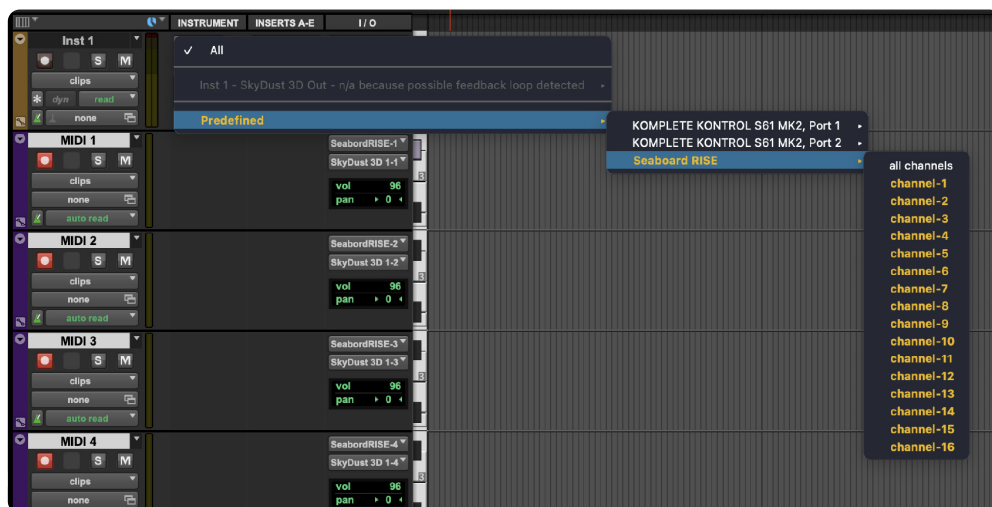 INSTRUMENT INSERTS A-E I / O
Inst 1
S M
clips
dyn read
none
✓ All
Inst 1 - SkyDust 3D Out - n/a because possible feedback loop detected
Predefined
KOMPLETE KONTROL S61 MK2, Port 1
KOMPLETE KONTROL S61 MK2, Port 2
Seaboard RISE
all channels
channel-1
channel-2
channel-3
channel-4
channel-5
channel-6
channel-7
channel-8
channel-9
channel-10
channel-11
channel-12
channel-13
channel-14
channel-15
channel-16
MIDI 1
S M
clips
none
auto read
SeabordRISE-1
SkyDust 3D 1-1
vol 96
pan 0
3
MIDI 2
S M
clips
none
auto read
SeabordRISE-2
SkyDust 3D 1-2
vol 96
pan 0
3
MIDI 3
S M
clips
none
auto read
SeabordRISE-3
SkyDust 3D 1-3
vol 96
pan 0
3
MIDI 4
S M
clips
none
SeabordRISE-4
SkyDust 3D 1-4
vol 96
pan 0
3